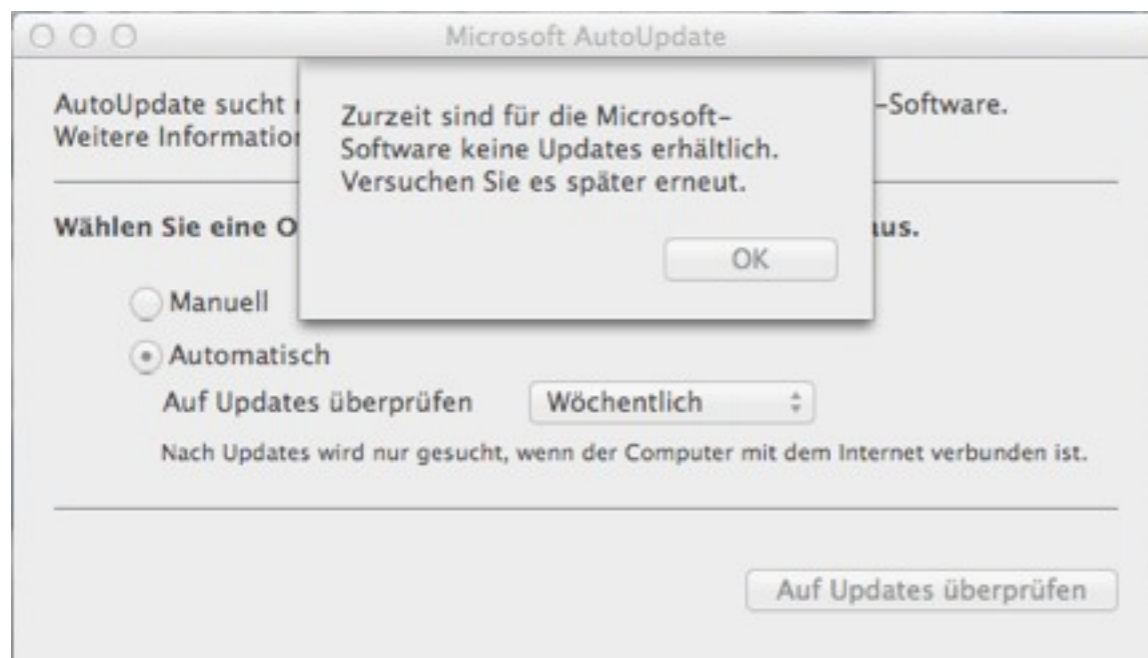 Microsoft AutoUpdate
AutoUpdate sucht
-Software.
Weitere
Zurzeit sind für die Microsoft-
Software keine Updates erhältlich.
Versuchen Sie es später erneut.
OK
Wählen Sie eine
aus.
Manuell
Automatisch
Auf Updates überprüfen Wöchentlich
Nach Updates wird nur gesucht, wenn der Computer mit dem Internet verbunden ist.
Auf Updates überprüfen